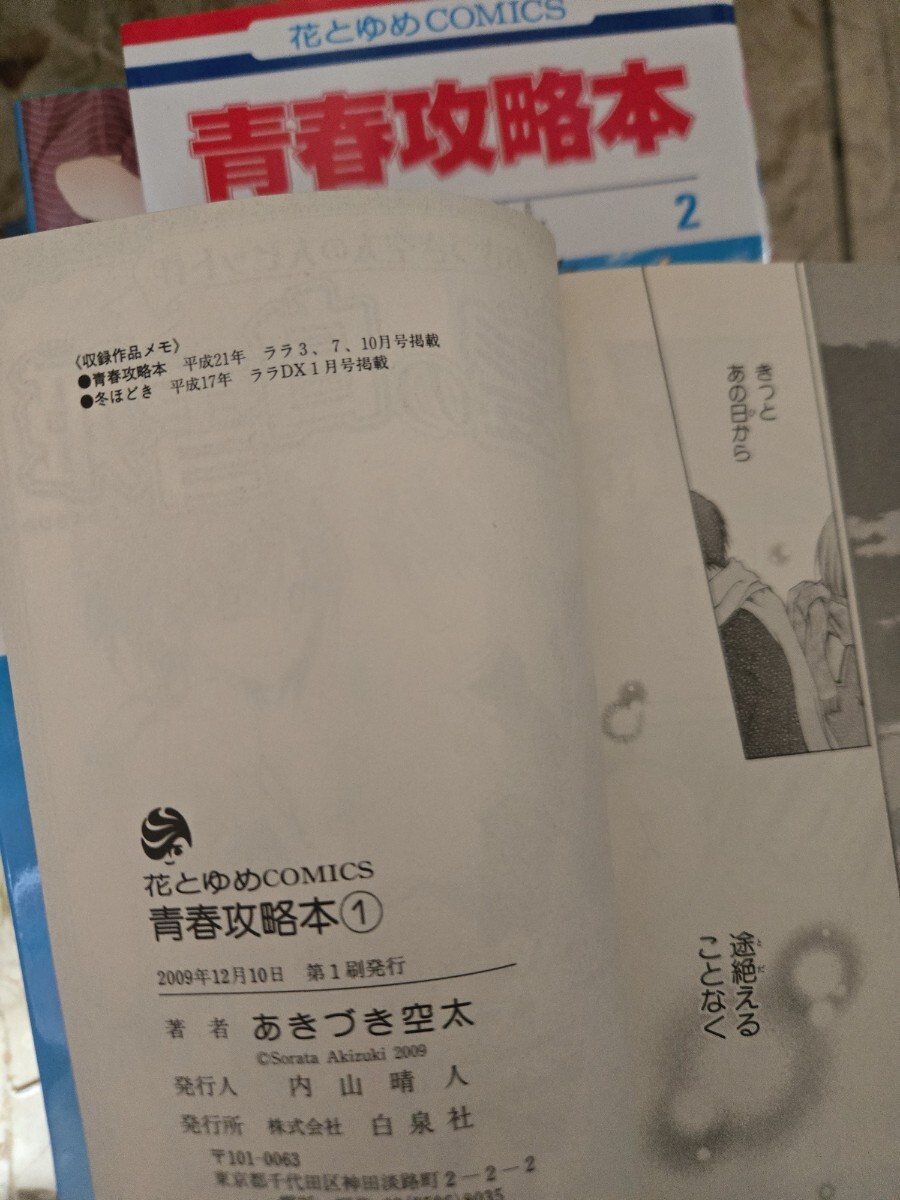 花とゆめCOMICS
青春攻略本
2
《収録作品メモ》
●青春攻略本 平成21年 ララ3、7、10月号掲載
●冬ほどき 平成17年 ララDX1月号掲載
きっと
あの日から
途絶える
ことなく
花とゆめCOMICS
青春攻略本①
2009年12月10日 第1刷発行
著者 あきづき空太
©Sorata Akizuki 2009
発行人 内山晴人
発行所 株式会社 白泉社
〒101-0063
東京都千代田区神田淡路町2-2-2